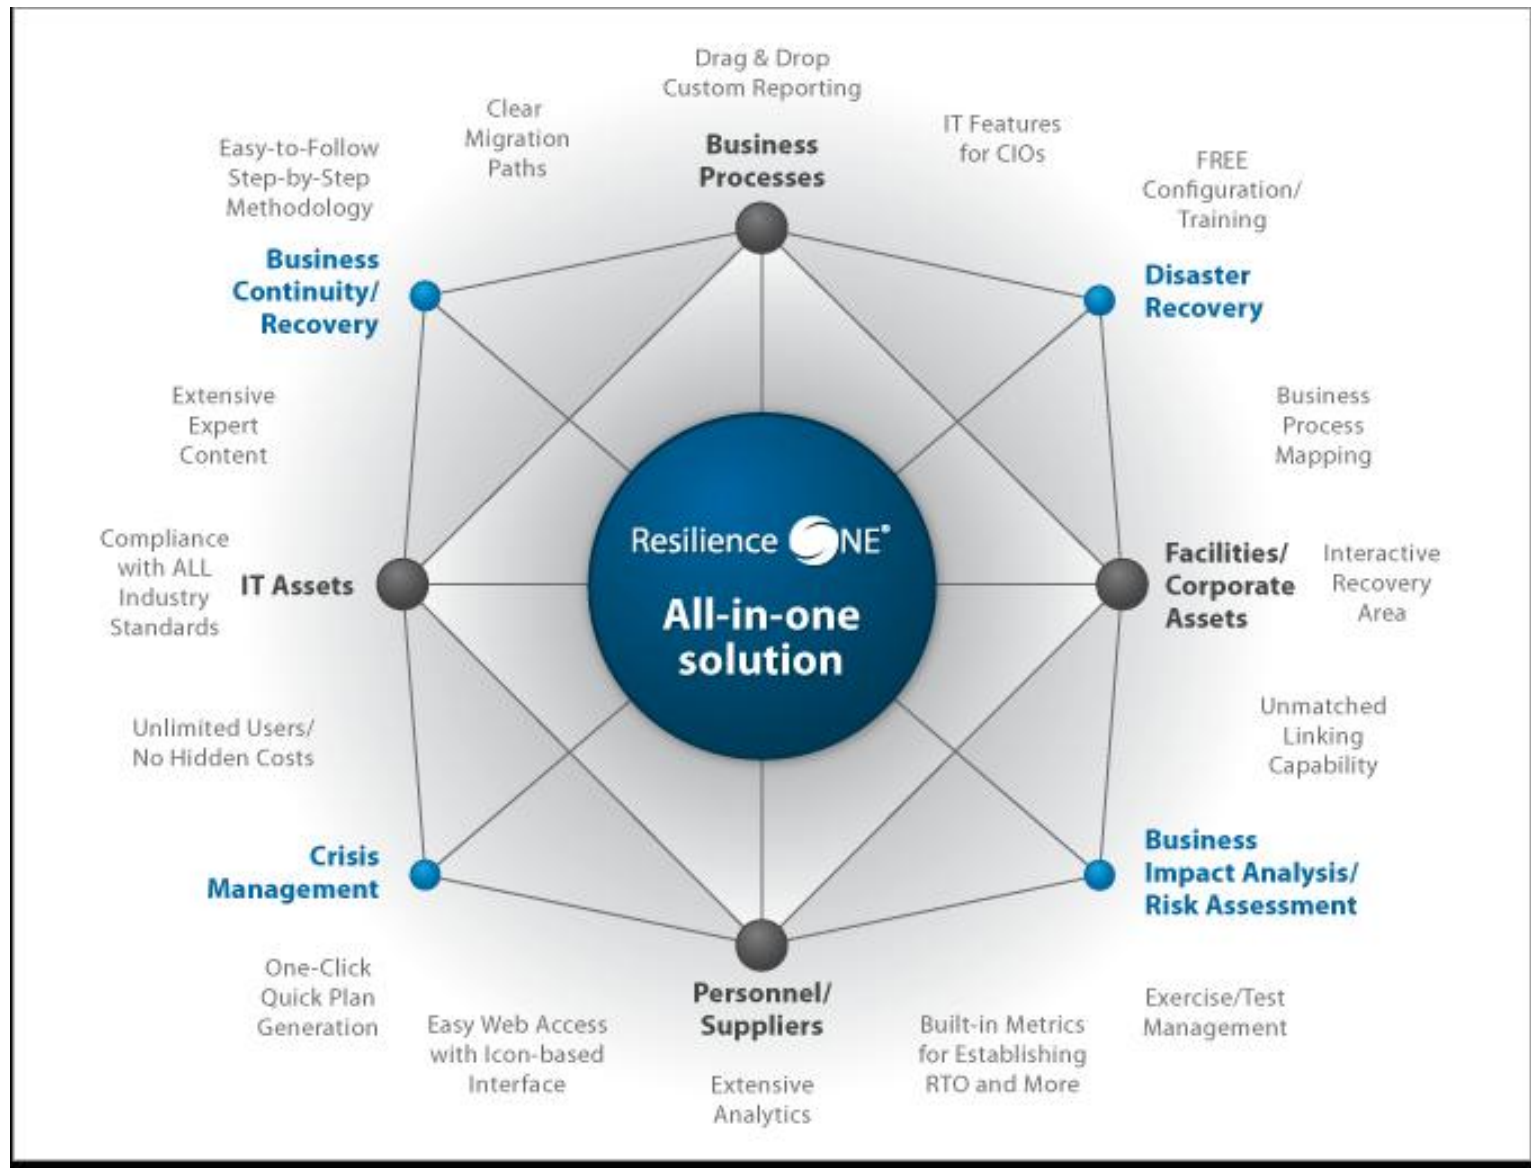 Drag & Drop
Custom Reporting
Clear
Migration
Paths
IT Features
for CIOs
Easy-to-Follow
Step-by-Step
Methodology
Business
Processes
FREE
Configuration/
Training
Business
Continuity/
Recovery
Disaster
Recovery
Extensive
Expert
Content
Business
Process
Mapping
Compliance
with ALL
Industry
Standards
IT Assets
Resilience ONE®
All-in-one
solution
Facilities/
Corporate
Assets
Interactive
Recovery
Area
Unlimited Users/
No Hidden Costs
Unmatched
Linking
Capability
Crisis
Management
Business
Impact Analysis/
Risk Assessment
One-Click
Quick Plan
Generation
Easy Web Access
with Icon-based
Interface
Personnel/
Suppliers
Extensive
Analytics
Built-in Metrics
for Establishing
RTO and More
Exercise/Test
Management